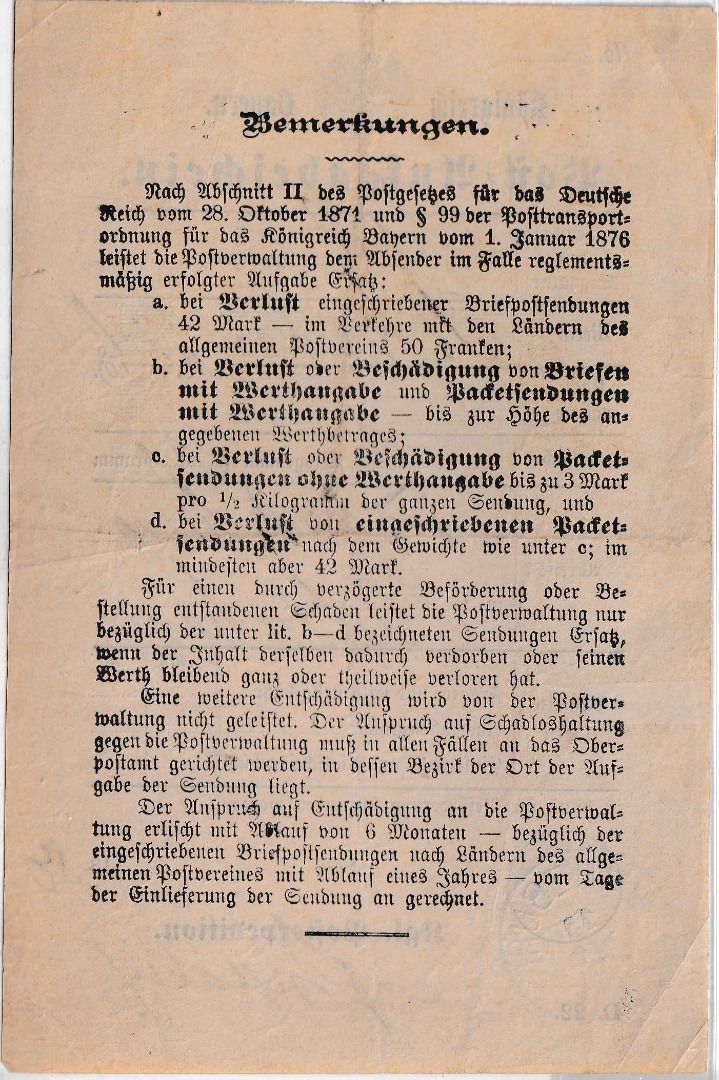 Bemerkungen.
Nach Abschnitt II des Postgesetzes für das Deutsche
Reich vom 28. Oktober 1871 und § 99 der Posttransport-
ordnung für das Königreich Bayern vom 1. Januar 1876
leistet die Postverwaltung dem Absender im Falle reglements-
mäßig erfolgter Aufgabe Ersatz:
a. bei Verlust eingeschriebener Briefpostsendungen
42 Mark — im Verkehre mit den Ländern des
allgemeinen Postvereins 50 Franken;
b. bei Verlust oder Beschädigung von Briefen
mit Werthangabe und Packetsendungen
mit Werthangabe — bis zur Höhe des an-
gegebenen Werthbetrages;
c. bei Verlust oder Beschädigung von Packet-
sendungen ohne Werthangabe bis zu 3 Mark
pro 1/2 Kilogramm der ganzen Sendung, und
d. bei Verlust von eingeschriebenen Packet-
sendungen nach dem Gewichte wie unter c; im
mindesten aber 42 Mark.
Für einen durch verzögerte Beförderung oder Be-
stellung entstandenen Schaden leistet die Postverwaltung nur
bezüglich der unter lit. b—d bezeichneten Sendungen Ersatz,
wenn der Inhalt derselben dadurch verdorben oder seinen
Werth bleibend ganz oder theilweise verloren hat.
Eine weitere Entschädigung wird von der Postver-
waltung nicht geleistet. Der Anspruch auf Schadloshaltung
gegen die Postverwaltung muß in allen Fällen an das Ober-
postamt gerichtet werden, in dessen Bezirk der Ort der Auf-
gabe der Sendung liegt.
Der Anspruch auf Entschädigung an die Postverwal-
tung erlischt mit Ablauf von 6 Monaten — bezüglich der
eingeschriebenen Briefpostsendungen nach Ländern des allge-
meinen Postvereines mit Ablauf eines Jahres — vom Tage
der Einlieferung der Sendung an gerechnet.